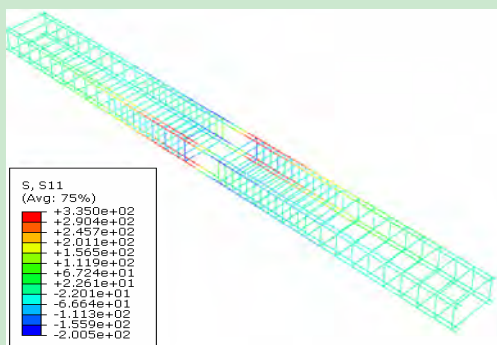 S, S11
(Avg: 75%)
+3.350e+02
+2.904e+02
+2.457e+02
+2.011e+02
+1.565e+02
+1.119e+02
+6.724e+01
+2.261e+01
-2.201e+01
-6.664e+01
-1.113e+02
-1.559e+02
-2.005e+02